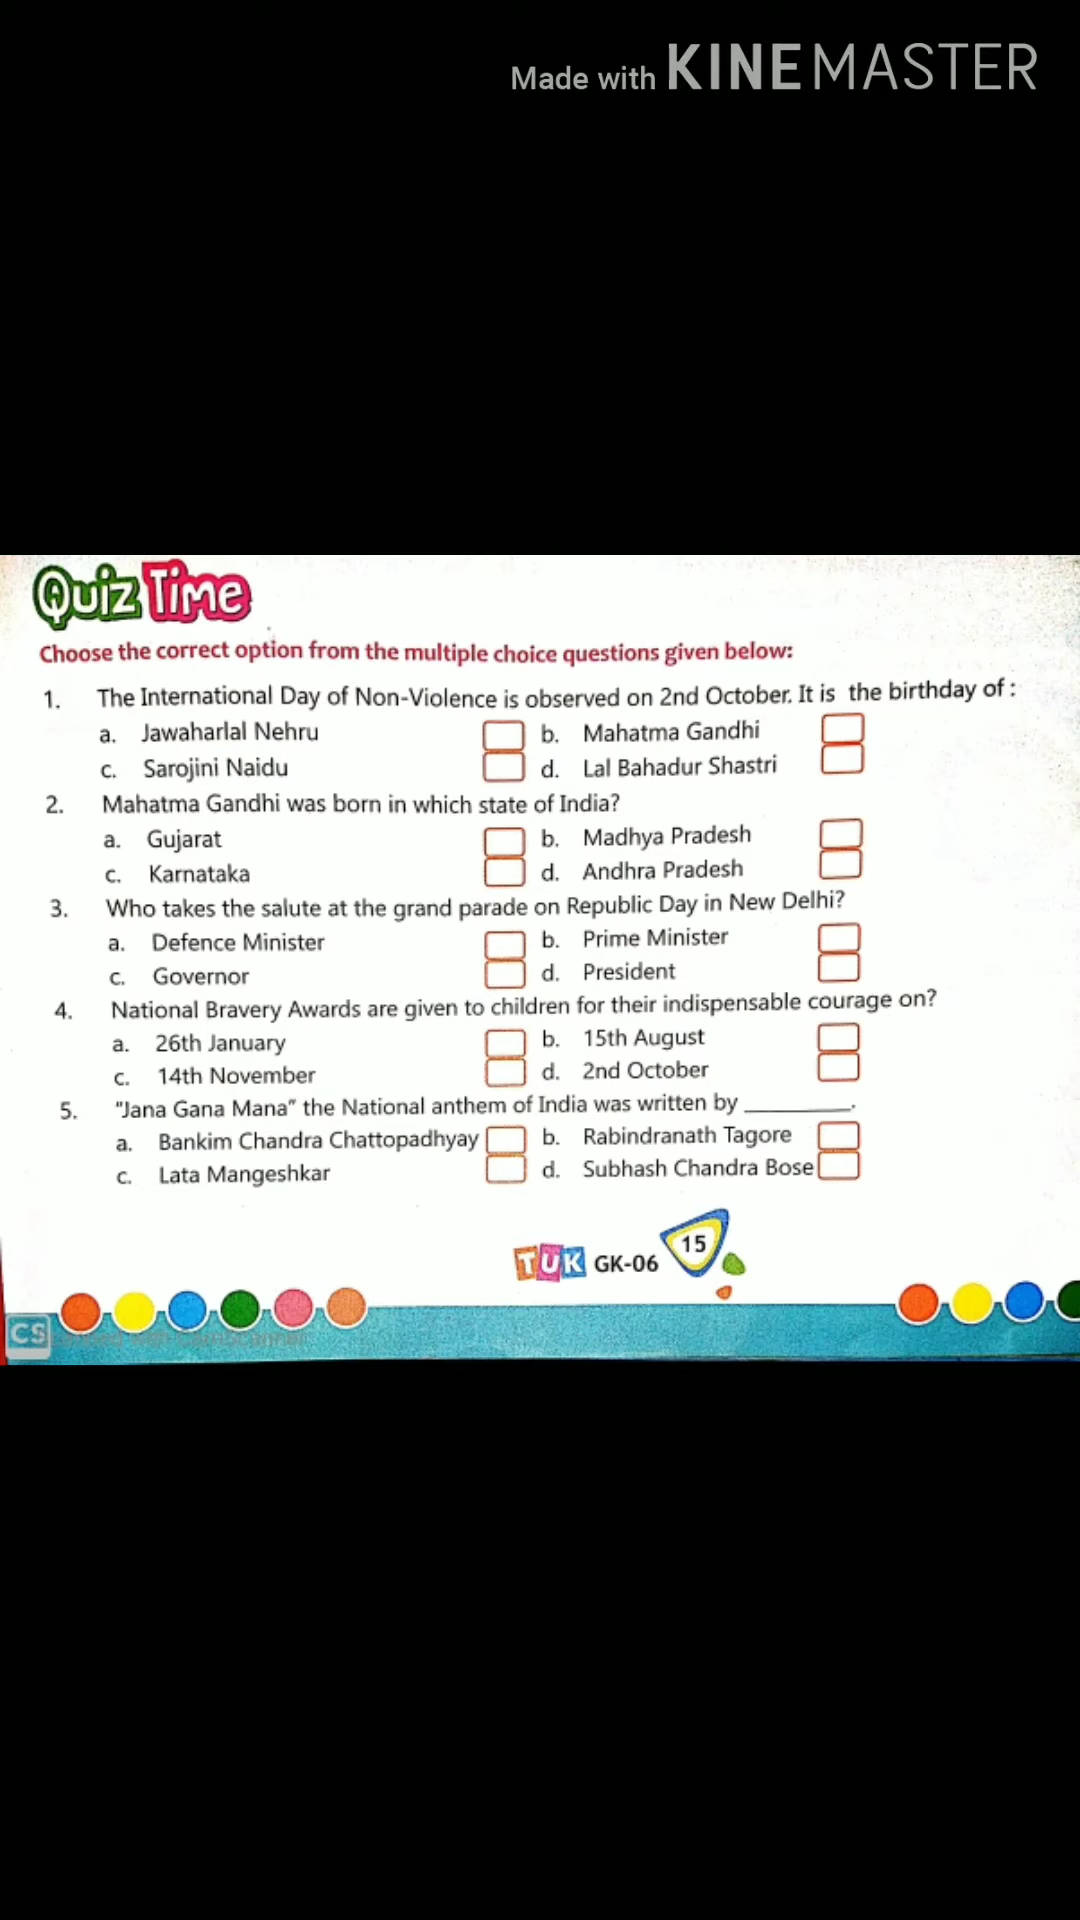 Made with KINEMASTER
Quiz Time
Choose the correct option from the multiple choice questions given below:
1. The International Day of Non-Violence is observed on 2nd October. It is the birthday of :
a. Jawaharlal Nehru b. Mahatma Gandhi
c. Sarojini Naidu d. Lal Bahadur Shastri
2. Mahatma Gandhi was born in which state of India?
a. Gujarat b. Madhya Pradesh
c. Karnataka d. Andhra Pradesh
3. Who takes the salute at the grand parade on Republic Day in New Delhi?
a. Defence Minister b. Prime Minister
c. Governor d. President
4. National Bravery Awards are given to children for their indispensable courage on?
a. 26th January b. 15th August
c. 14th November d. 2nd October
5. "Jana Gana Mana" the National anthem of India was written by ________.
a. Bankim Chandra Chattopadhyay b. Rabindranath Tagore
c. Lata Mangeshkar d. Subhash Chandra Bose
TUK GK-06 15
CS